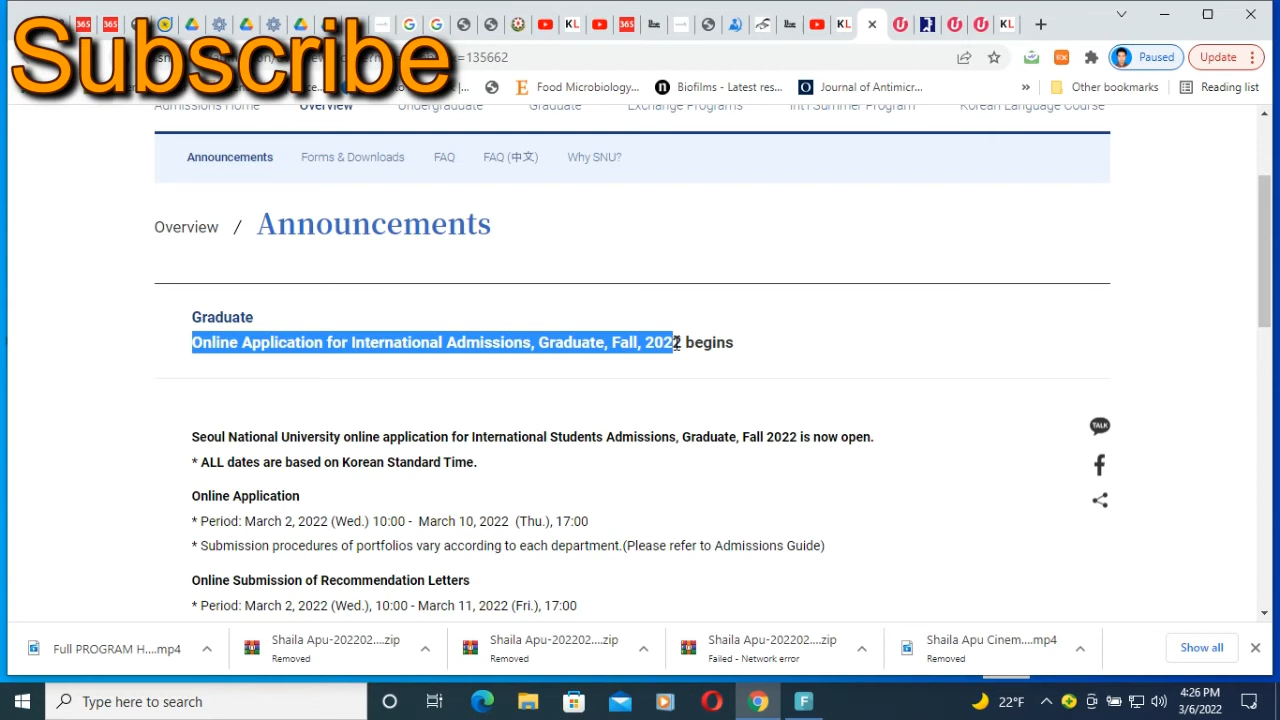 Subscribe
=135662
Paused
Update
Food Microbiology...
Biofilms - Latest res...
Journal of Antimicr...
»
Other bookmarks
Reading list
Admissions Home
Overview
Undergraduate
Graduate
Exchange Programs
Int'l Summer Program
Korean Language Course
Announcements
Forms & Downloads
FAQ
FAQ (中文)
Why SNU?
Overview / Announcements
Graduate
Online Application for International Admissions, Graduate, Fall, 2022 begins
Seoul National University online application for International Students Admissions, Graduate, Fall 2022 is now open.
* ALL dates are based on Korean Standard Time.
TALK
Online Application
* Period: March 2, 2022 (Wed.) 10:00 - March 10, 2022 (Thu.), 17:00
* Submission procedures of portfolios vary according to each department.(Please refer to Admissions Guide)
Online Submission of Recommendation Letters
* Period: March 2, 2022 (Wed.), 10:00 - March 11, 2022 (Fri.), 17:00
Full PROGRAM H....mp4
Shaila Apu-202202....zip
Removed
Shaila Apu-202202....zip
Removed
Shaila Apu-202202....zip
Failed - Network error
Shaila Apu Cinem....mp4
Removed
Show all
Type here to search
22°F
4:26 PM
3/6/2022